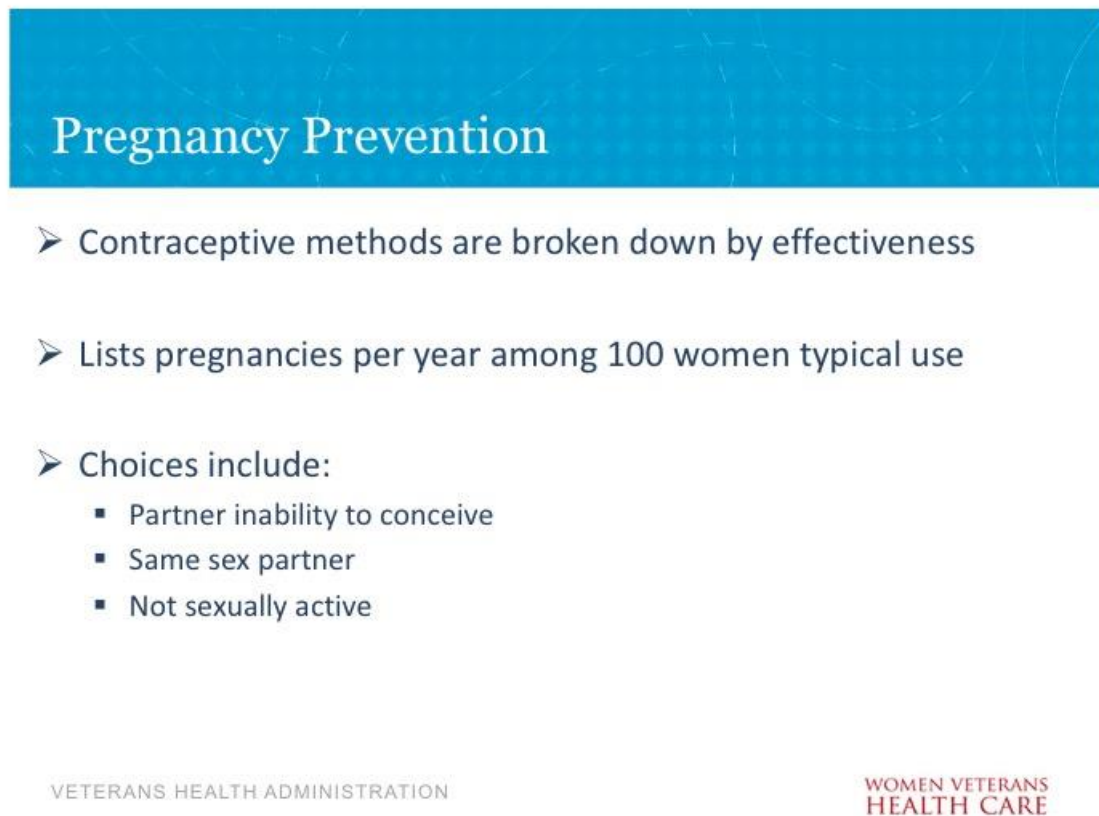 Pregnancy Prevention
➢ Contraceptive methods are broken down by effectiveness
➢ Lists pregnancies per year among 100 women typical use
➢ Choices include:
▪ Partner inability to conceive
▪ Same sex partner
▪ Not sexually active
VETERANS HEALTH ADMINISTRATION
WOMEN VETERANS
HEALTH CARE